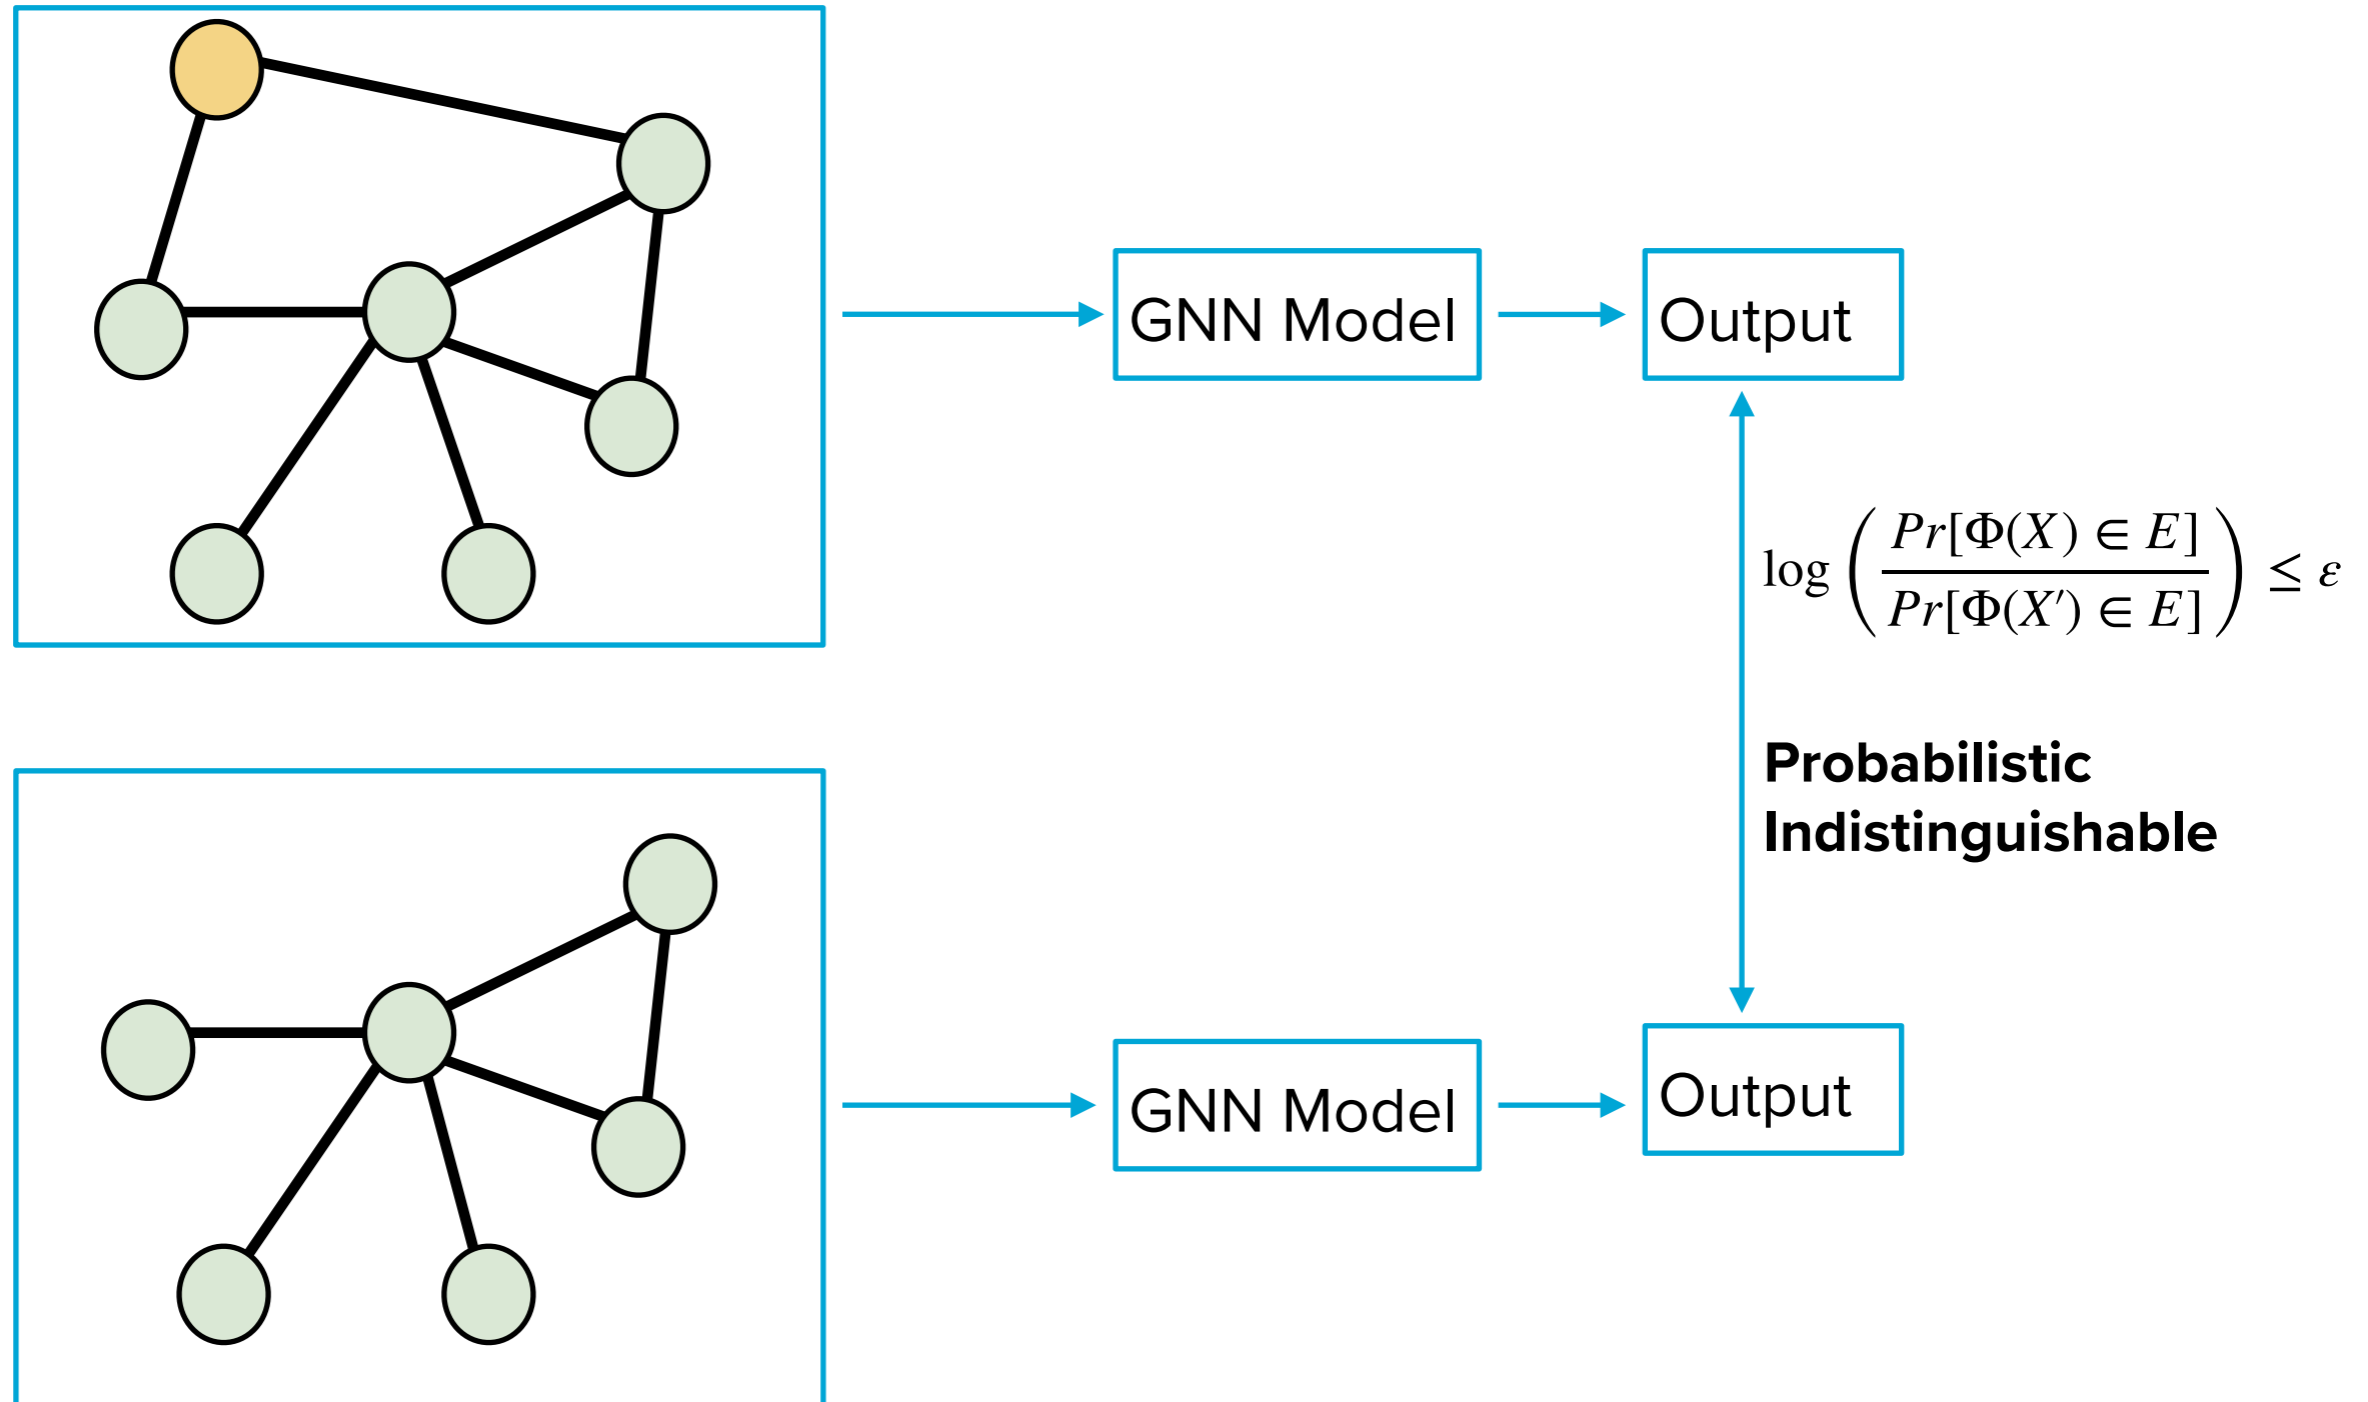 GNN Model
Output
log ( Pr[Φ(X) ∈ E] / Pr[Φ(X′) ∈ E] ) ≤ ε
Probabilistic
Indistinguishable
GNN Model
Output